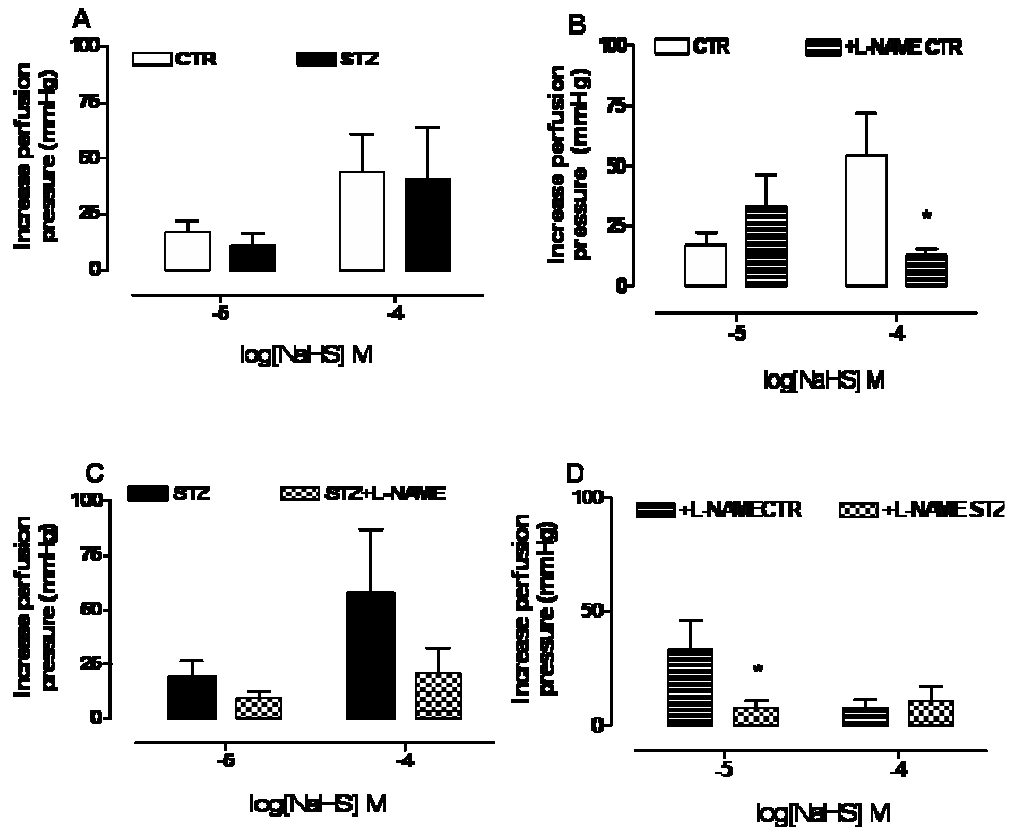 A
CTR STZ
100
75
50
25
0
Increase perfusion
pressure (mmHg)
-5 -4
log[NaHS] M
B
CTR +L-NAME CTR
100
75
50
25
0
Increase perfusion
pressure (mmHg)
*
-5 -4
log[NaHS] M
C
STZ STZ+L-NAME
100
75
50
25
0
Increase perfusion
pressure (mmHg)
-5 -4
log[NaHS] M
D
+L-NAME CTR +L-NAME STZ
100
50
0
Increase perfusion
pressure (mmHg)
*
-5 -4
log[NaHS] M